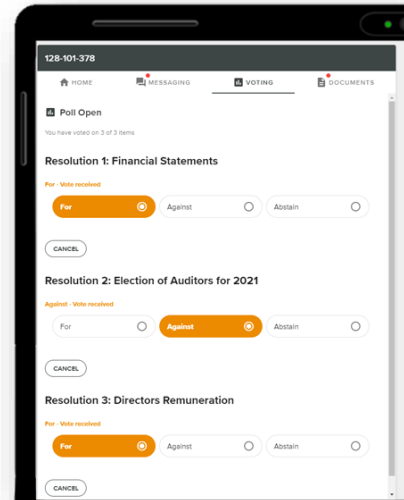 128-101-378
HOME MESSAGING VOTING DOCUMENTS
Poll Open
You have voted on 3 of 3 items
Resolution 1: Financial Statements
For - Vote received
For Against Abstain
CANCEL
Resolution 2: Election of Auditors for 2021
Against - Vote received
For Against Abstain
CANCEL
Resolution 3: Directors Remuneration
For - Vote received
For Against Abstain
CANCEL